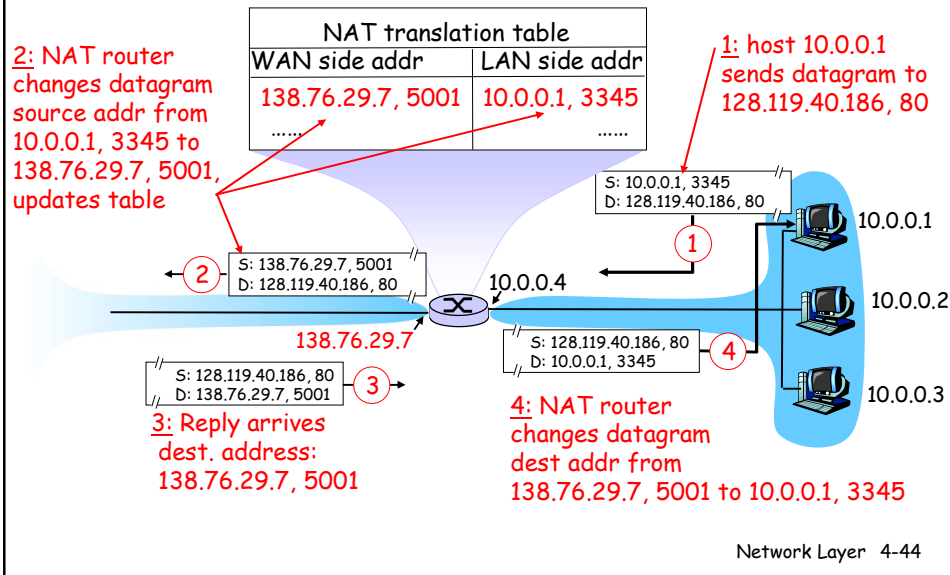 NAT translation table
WAN side addr LAN side addr
138.76.29.7, 5001 10.0.0.1, 3345
...... ......
2: NAT router
changes datagram
source addr from
10.0.0.1, 3345 to
138.76.29.7, 5001,
updates table
1: host 10.0.0.1
sends datagram to
128.119.40.186, 80
S: 10.0.0.1, 3345
D: 128.119.40.186, 80
1
10.0.0.1
S: 138.76.29.7, 5001
D: 128.119.40.186, 80
2
10.0.0.4
10.0.0.2
138.76.29.7
S: 128.119.40.186, 80
D: 10.0.0.1, 3345
4
S: 128.119.40.186, 80
D: 138.76.29.7, 5001
3
10.0.0.3
3: Reply arrives
dest. address:
138.76.29.7, 5001
4: NAT router
changes datagram
dest addr from
138.76.29.7, 5001 to 10.0.0.1, 3345
Network Layer 4-44